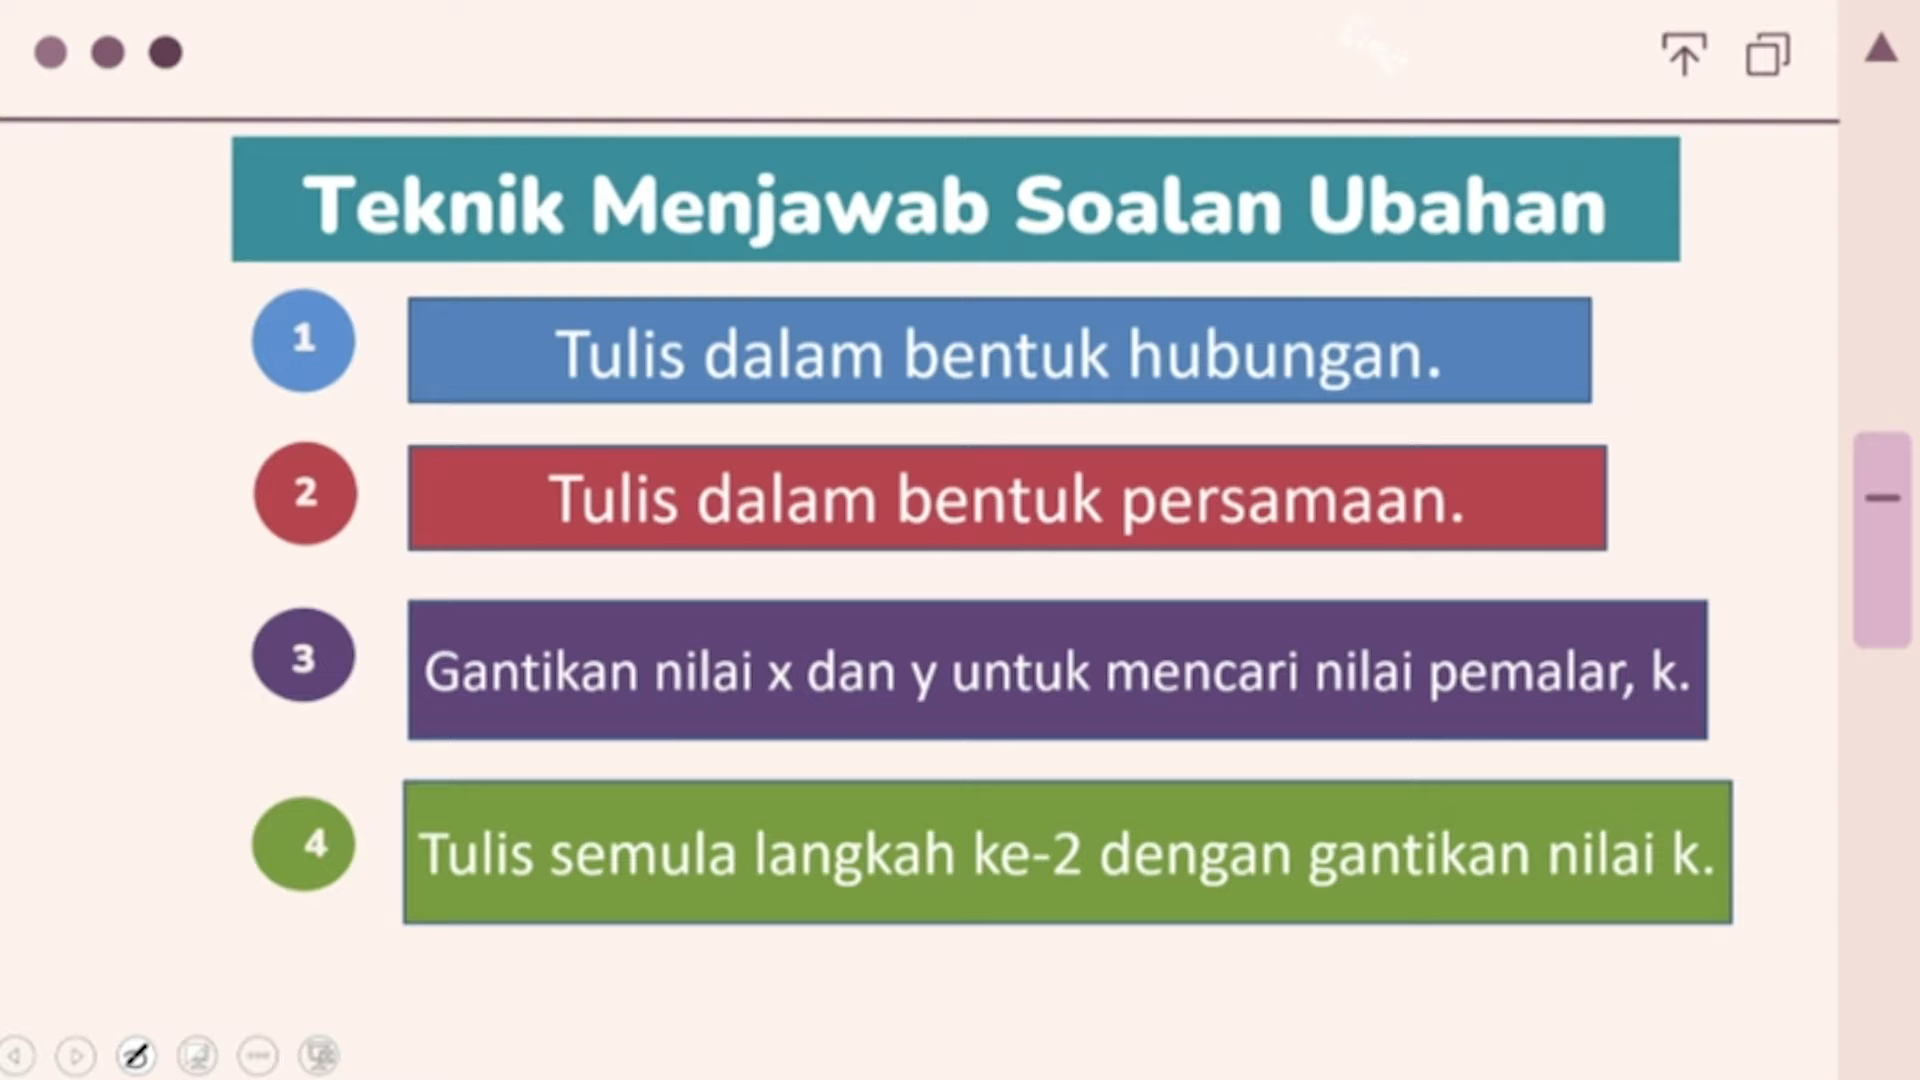 Teknik Menjawab Soalan Ubahan
1
Tulis dalam bentuk hubungan.
2
Tulis dalam bentuk persamaan.
3
Gantikan nilai x dan y untuk mencari nilai pemalar, k.
4
Tulis semula langkah ke-2 dengan gantikan nilai k.